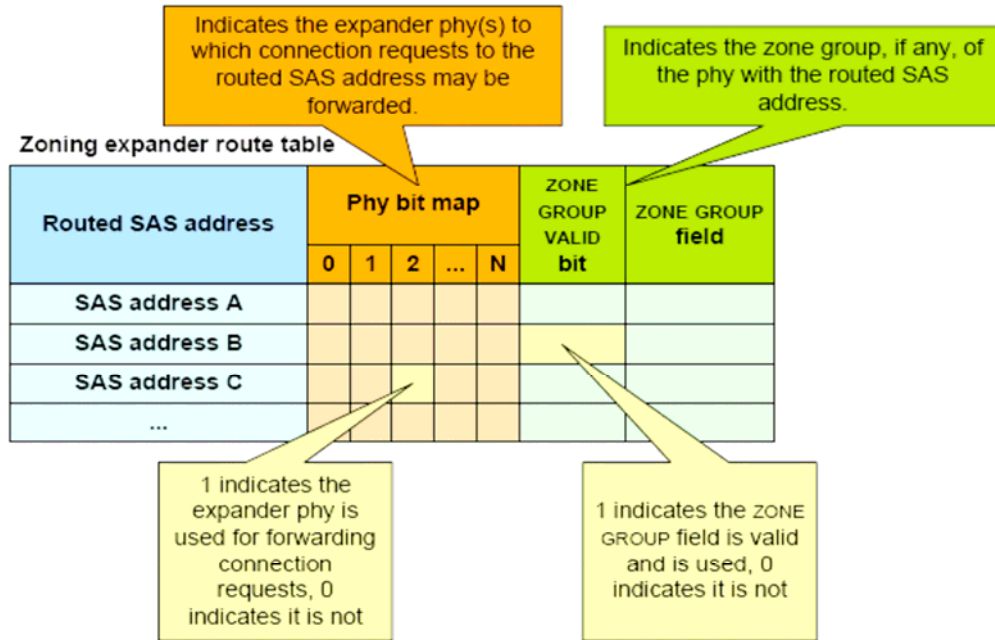 Indicates the expander phy(s) to
which connection requests to the
routed SAS address may be
forwarded.
Indicates the zone group, if any, of
the phy with the routed SAS
address.
Zoning expander route table
Routed SAS address
Phy bit map
ZONE
GROUP
VALID
bit
ZONE GROUP
field
0 1 2 ... N
SAS address A
SAS address B
SAS address C
...
1 indicates the
expander phy is
used for forwarding
connection
requests, 0
indicates it is not
1 indicates the ZONE
GROUP field is valid
and is used, 0
indicates it is not